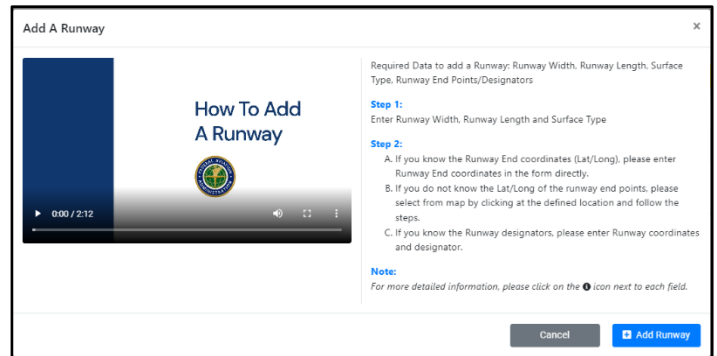 Add A Runway
×
How To Add
A Runway
0:00 / 2:12
Required Data to add a Runway: Runway Width, Runway Length, Surface
Type, Runway End Points/Designators
Step 1:
Enter Runway Width, Runway Length and Surface Type
Step 2:
A. If you know the Runway End coordinates (Lat/Long), please enter
Runway End coordinates in the form directly.
B. If you do not know the Lat/Long of the runway end points, please
select from map by clicking at the defined location and follow the
steps.
C. If you know the Runway designators, please enter Runway coordinates
and designator.
Note:
For more detailed information, please click on the icon next to each field.
Cancel
Add Runway